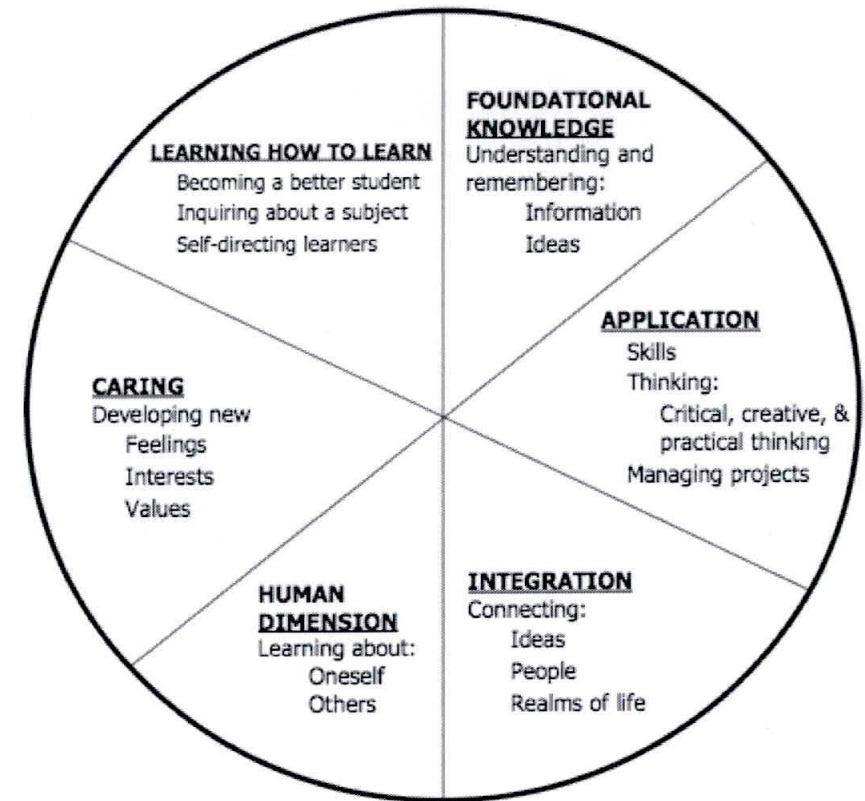 FOUNDATIONAL
KNOWLEDGE
Understanding and
remembering:
Information
Ideas
APPLICATION
Skills
Thinking:
Critical, creative, &
practical thinking
Managing projects
INTEGRATION
Connecting:
Ideas
People
Realms of life
HUMAN
DIMENSION
Learning about:
Oneself
Others
CARING
Developing new
Feelings
Interests
Values
LEARNING HOW TO LEARN
Becoming a better student
Inquiring about a subject
Self-directing learners